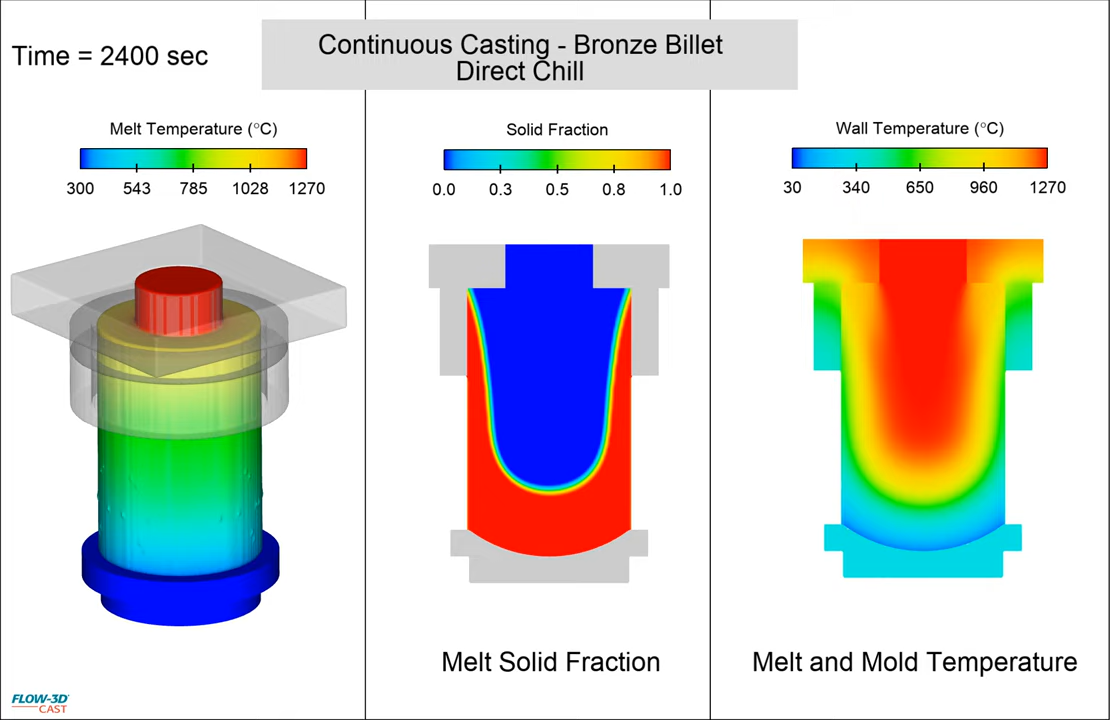 Time = 2400 sec
Continuous Casting - Bronze Billet
Direct Chill
Melt Temperature (°C)
300 543 785 1028 1270
Solid Fraction
0.0 0.3 0.5 0.8 1.0
Wall Temperature (°C)
30 340 650 960 1270
Melt Solid Fraction
Melt and Mold Temperature
FLOW-3D
CAST